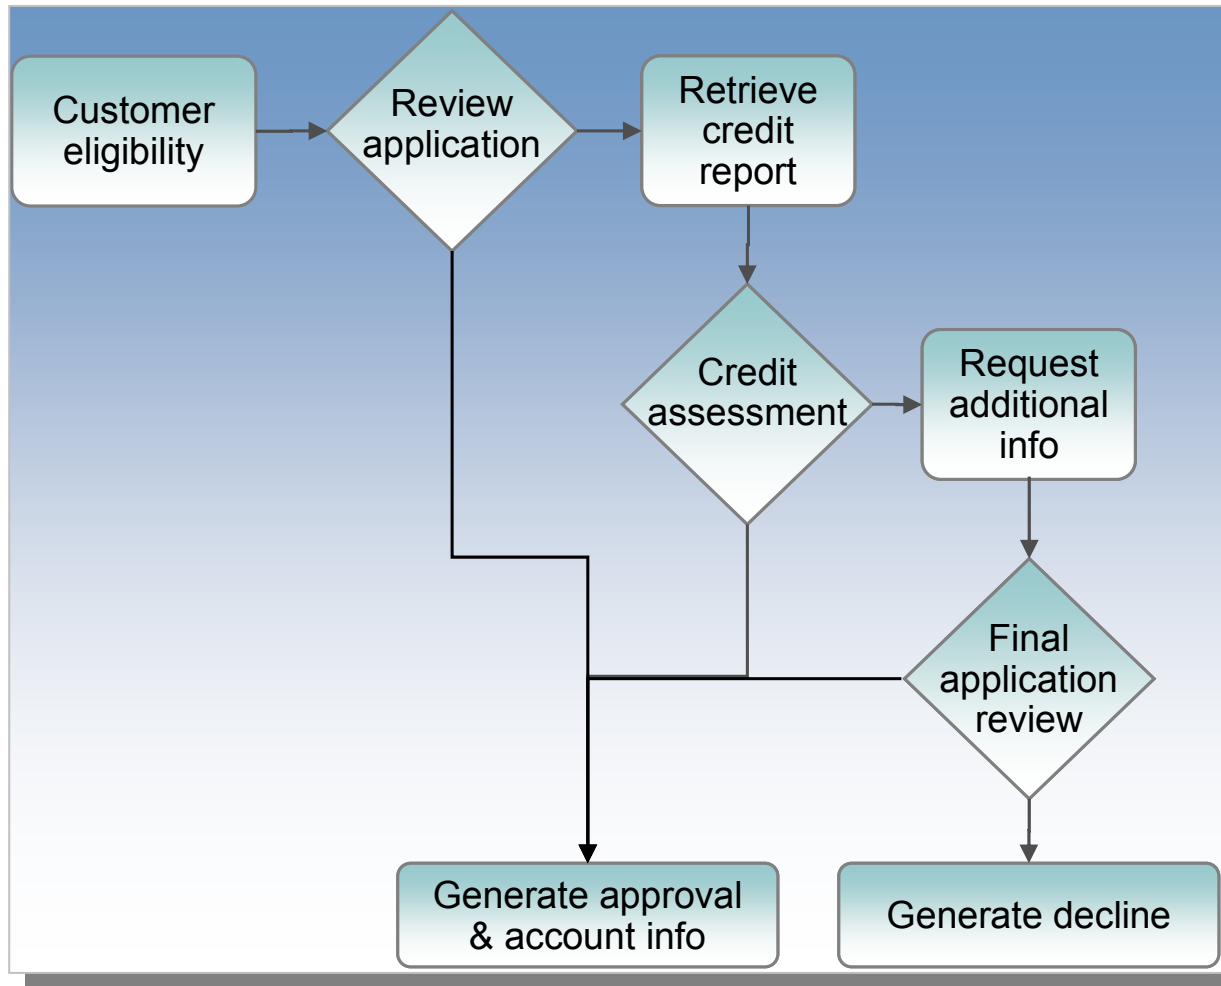 Customer
eligibility
Review
application
Retrieve
credit
report
Credit
assessment
Request
additional
info
Final
application
review
Generate approval
& account info
Generate decline